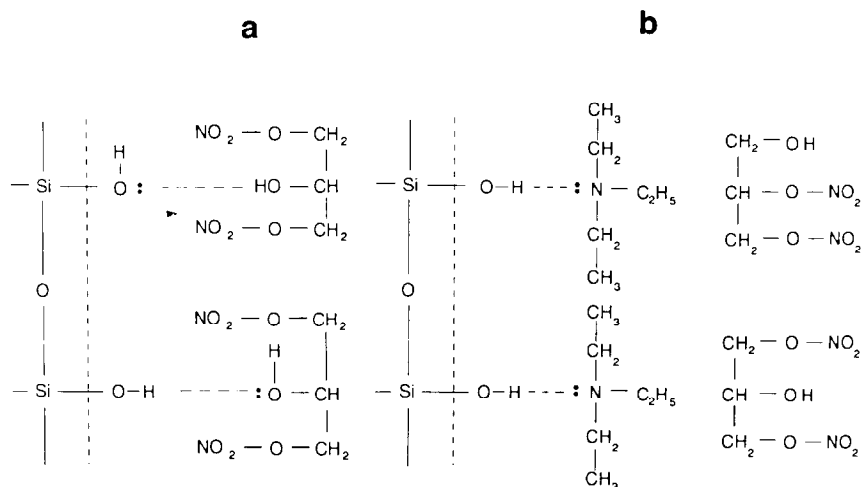 a
b
NO₂ — O — CH₂
H
— Si — O : HO — CH
NO₂ — O — CH₂
O
NO₂ — O — CH₂
H
— Si — O — H : O — CH
NO₂ — O — CH₂
CH₃
CH₂
— Si — O — H : N — C₂H₅
CH₂
CH₃
O
CH₃
CH₂
— Si — O — H : N — C₂H₅
CH₂
CH₃
CH₂ — OH
CH — O — NO₂
CH₂ — O — NO₂
CH₂ — O — NO₂
CH — OH
CH₂ — O — NO₂